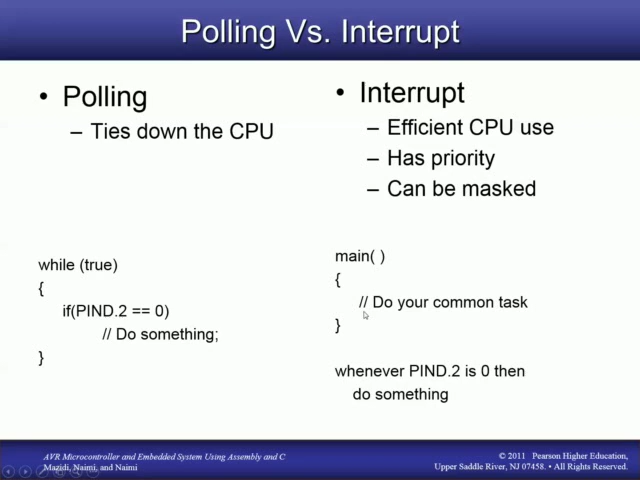 Polling Vs. Interrupt
• Polling
– Ties down the CPU
while (true)
{
if(PIND.2 == 0)
// Do something;
}
• Interrupt
– Efficient CPU use
– Has priority
– Can be masked
main( )
{
// Do your common task
}
whenever PIND.2 is 0 then
do something
AVR Microcontroller and Embedded System Using Assembly and C
Mazidi, Naimi, and Naimi
© 2011 Pearson Higher Education,
Upper Saddle River, NJ 07458. • All Rights Reserved.